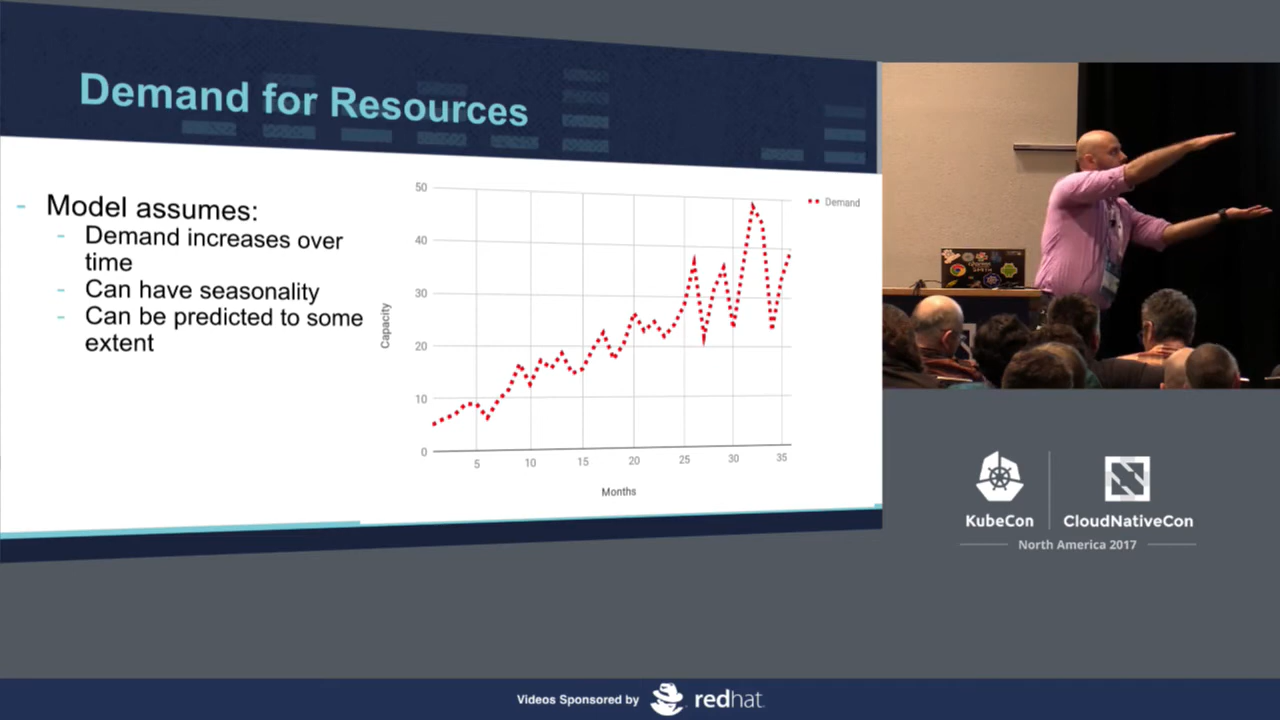 Demand for Resources
- Model assumes:
- Demand increases over
time
- Can have seasonality
- Can be predicted to some
extent
50
40
30
20
10
0
Capacity
5 10 15 20 25 30 35
Months
Demand
KubeCon
CloudNativeCon
North America 2017
Videos Sponsored by
redhat